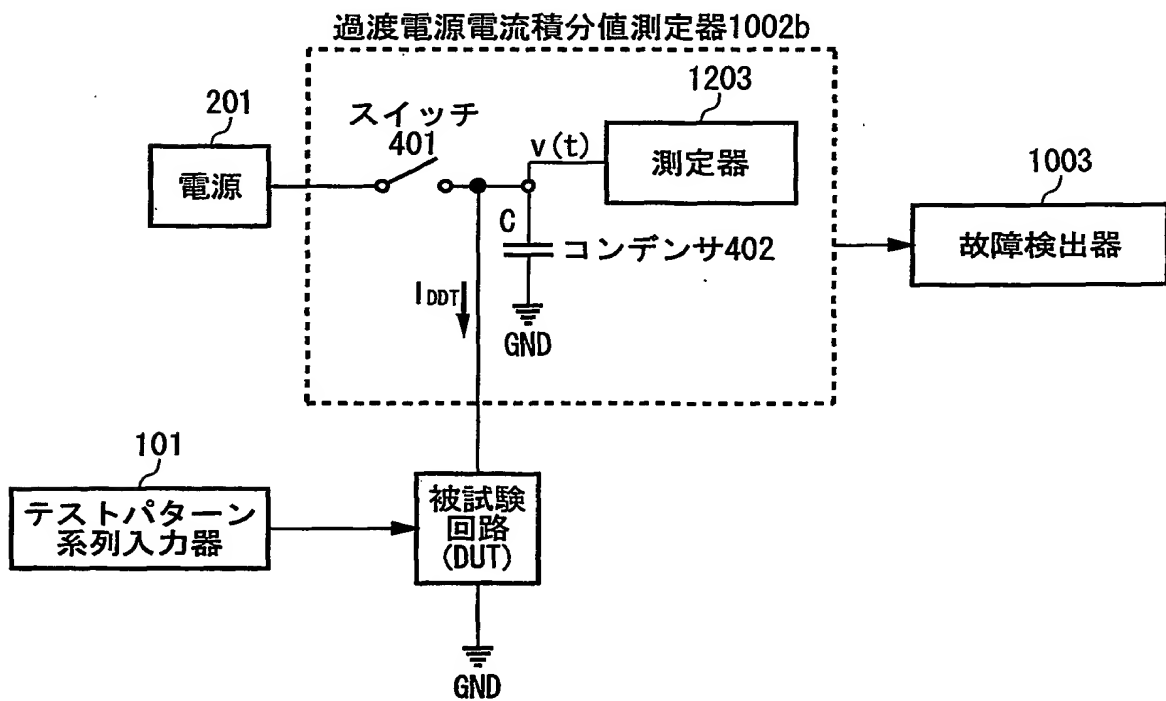 過渡電源電流積分値測定器1002b
201
電源
スイッチ
401
v(t)
1203
測定器
C
コンデンサ402
GND
IDDT
1003
故障検出器
101
テストパターン
系列入力器
被試験
回路
(DUT)
GND